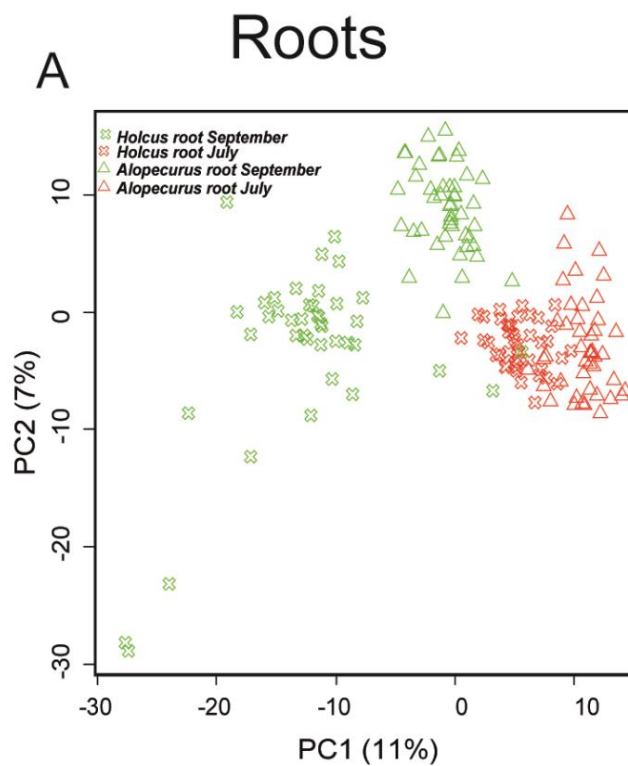 Roots
A
Holcus root September
Holcus root July
Alopecurus root September
Alopecurus root July
10
0
-10
-20
-30
PC2 (7%)
-30 -20 -10 0 10
PC1 (11%)